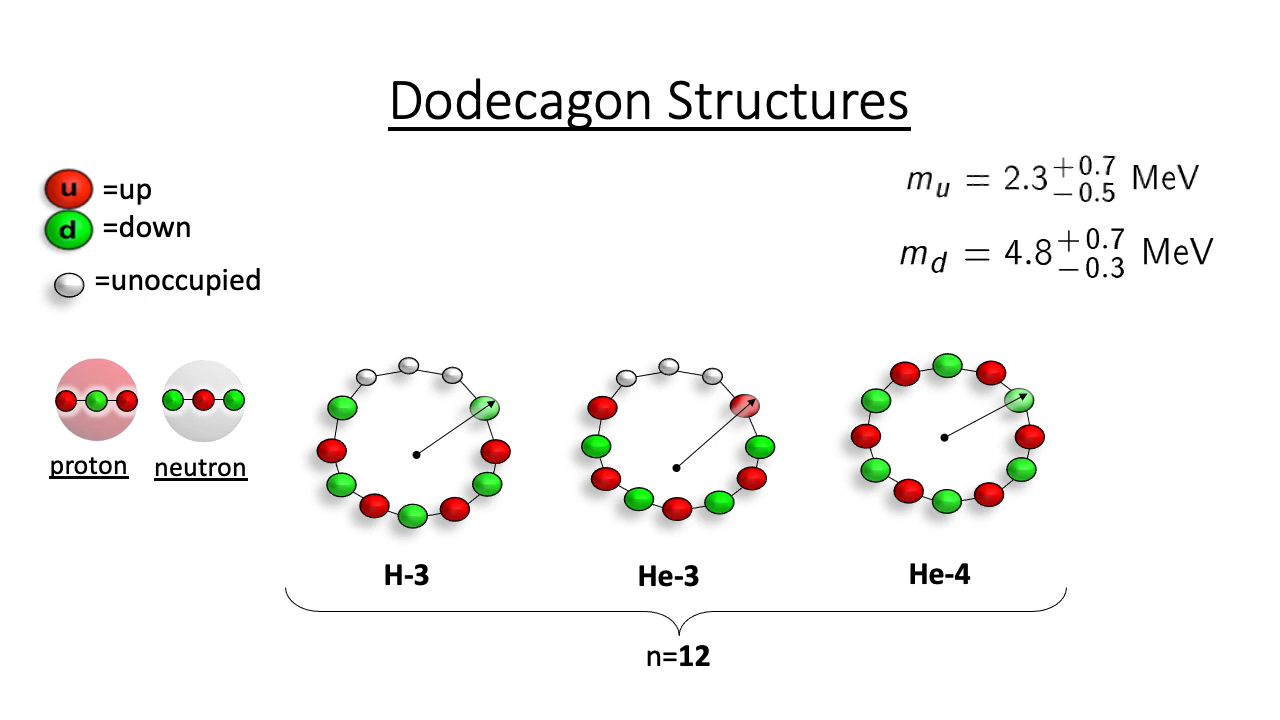 Dodecagon Structures
u =up
d =down
=unoccupied
m_u = 2.3 +0.7 −0.5 MeV
m_d = 4.8 +0.7 −0.3 MeV
proton neutron
H-3 He-3 He-4
n=12